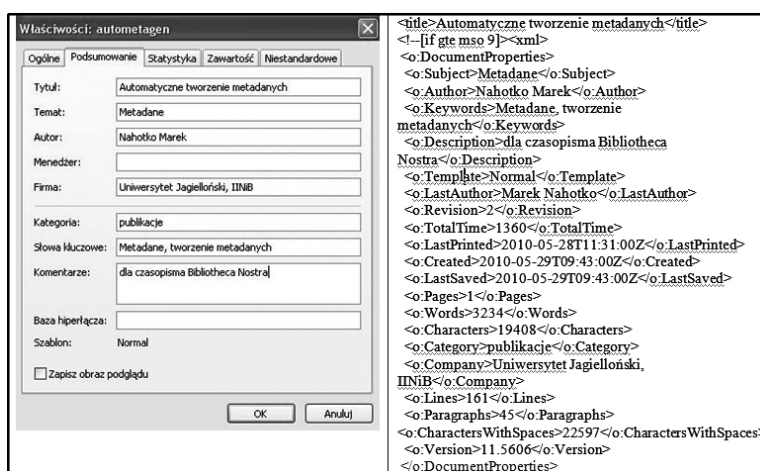 Właściwości: autometagen
Ogólne Podsumowanie Statystyka Zawartość Niestandardowe
Tytuł: Automatyczne tworzenie metadanych
Temat: Metadane
Autor: Nahotko Marek
Menedżer:
Firma: Uniwersytet Jagielloński, IINiB
Kategoria: publikacje
Słowa kluczowe: Metadane, tworzenie metadanych
Komentarze: dla czasopisma Bibliotheca Nostra
Baza hiperłącza:
Szablon: Normal
Zapisz obraz podglądu
OK Anuluj
<title>Automatyczne tworzenie metadanych</title>
<!--[if gte mso 9]><xml>
<o:DocumentProperties>
<o:Subject>Metadane</o:Subject>
<o:Author>Nahotko Marek</o:Author>
<o:Keywords>Metadane, tworzenie
metadanych</o:Keywords>
<o:Description>dla czasopisma Bibliotheca
Nostra</o:Description>
<o:Template>Normal</o:Template>
<o:LastAuthor>Marek Nahotko</o:LastAuthor>
<o:Revision>2</o:Revision>
<o:TotalTime>1360</o:TotalTime>
<o:LastPrinted>2010-05-28T11:31:00Z</o:LastPrinted>
<o:Created>2010-05-29T09:43:00Z</o:Created>
<o:LastSaved>2010-05-29T09:43:00Z</o:LastSaved>
<o:Pages>1</o:Pages>
<o:Words>3234</o:Words>
<o:Characters>19408</o:Characters>
<o:Category>publikacje</o:Category>
<o:Company>Uniwersytet Jagielloński,
IINiB</o:Company>
<o:Lines>161</o:Lines>
<o:Paragraphs>45</o:Paragraphs>
<o:CharactersWithSpaces>22597</o:CharactersWithSpaces>
<o:Version>11.5606</o:Version>
</o:DocumentProperties>